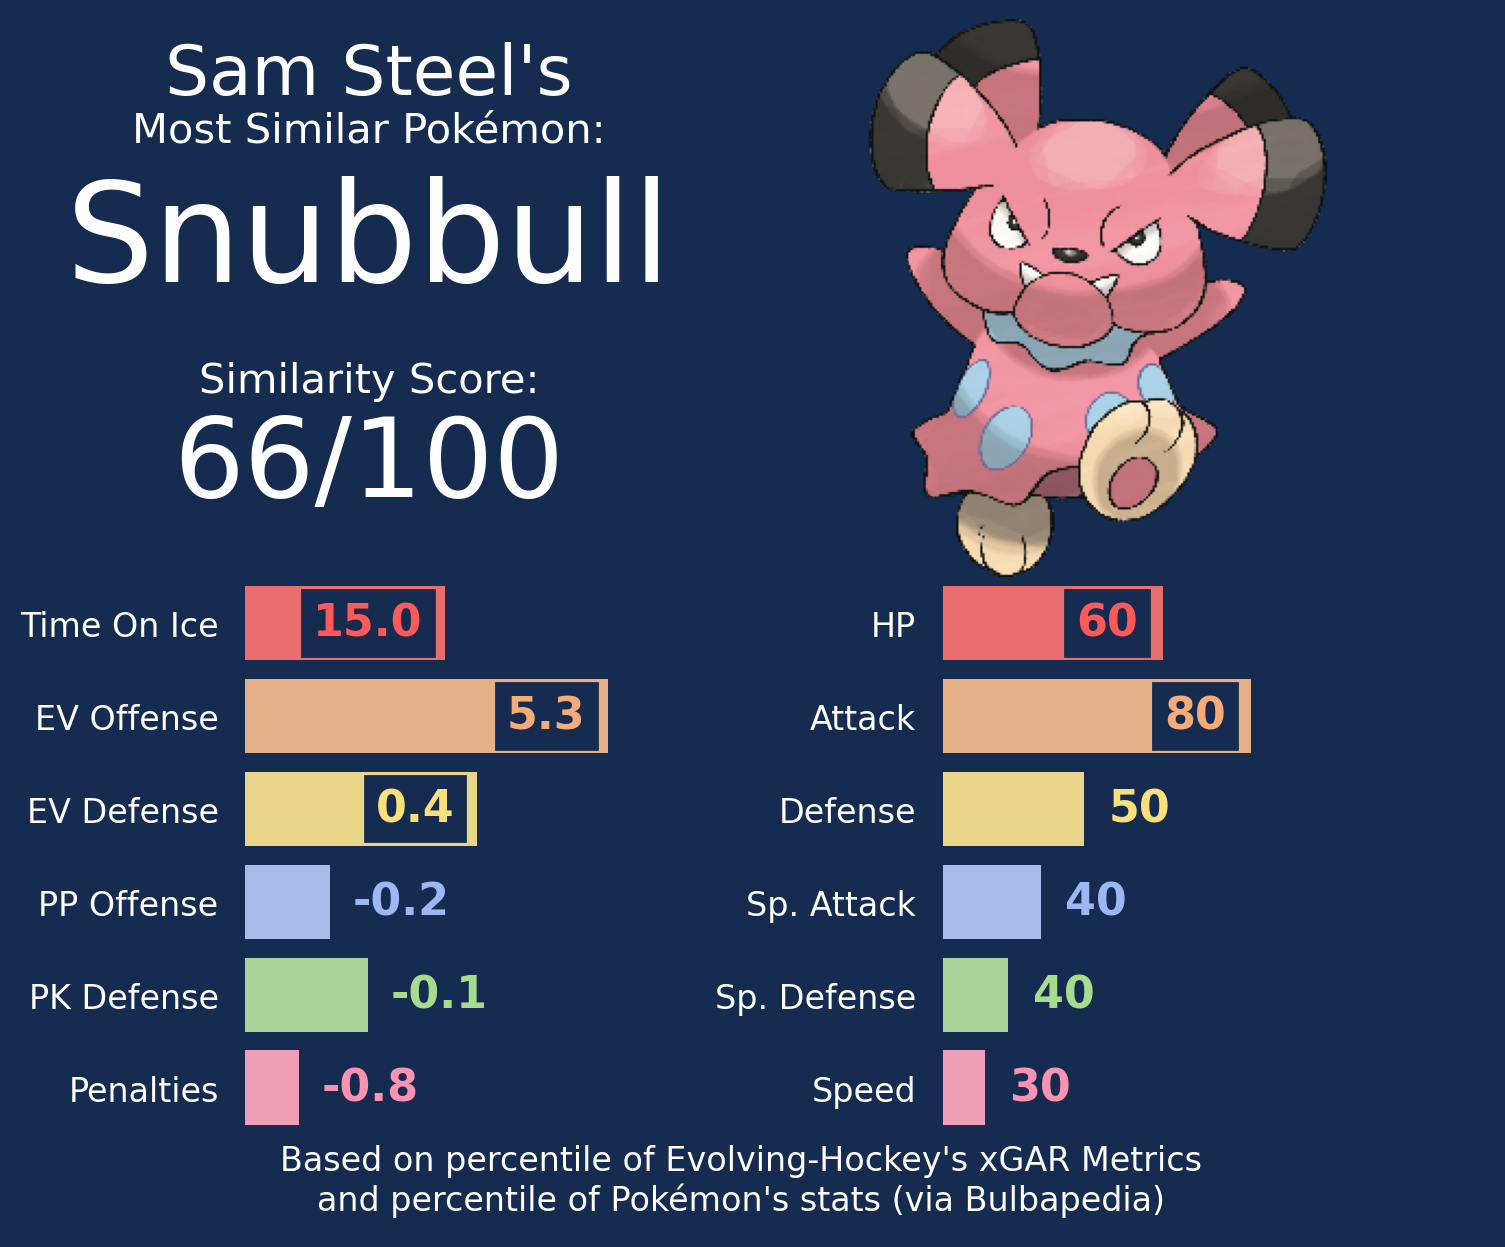 Sam Steel's
Most Similar Pokémon:
Snubbull
Similarity Score:
66/100
Time On Ice 15.0
EV Offense 5.3
EV Defense 0.4
PP Offense -0.2
PK Defense -0.1
Penalties -0.8
HP 60
Attack 80
Defense 50
Sp. Attack 40
Sp. Defense 40
Speed 30
Based on percentile of Evolving-Hockey's xGAR Metrics
and percentile of Pokémon's stats (via Bulbapedia)